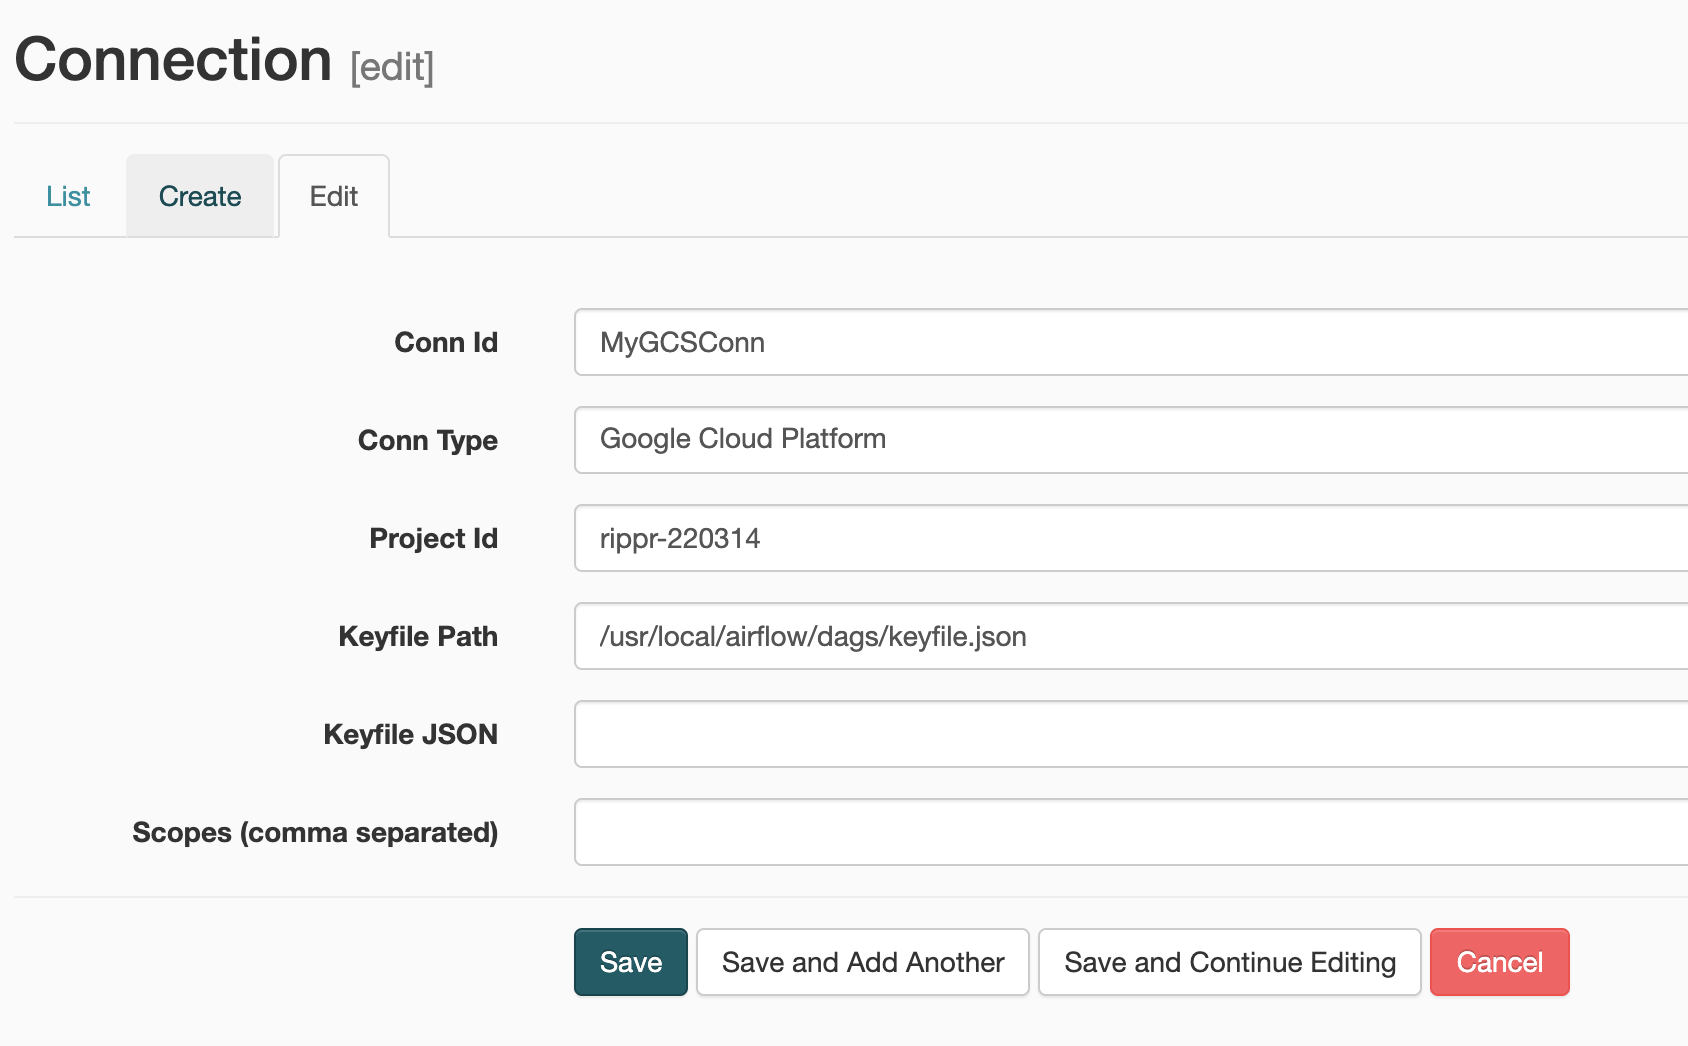 Connection [edit]
List Create Edit
Conn Id MyGCSConn
Conn Type Google Cloud Platform
Project Id rippr-220314
Keyfile Path /usr/local/airflow/dags/keyfile.json
Keyfile JSON
Scopes (comma separated)
Save Save and Add Another Save and Continue Editing Cancel